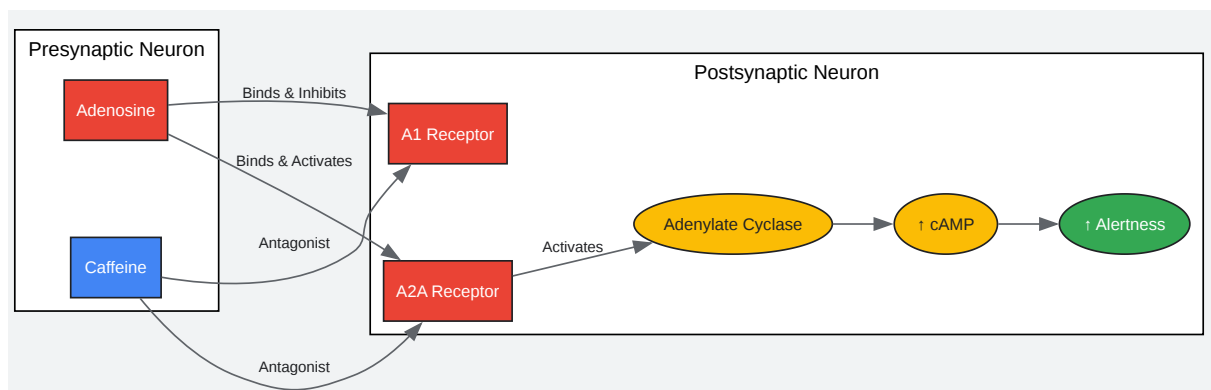 Presynaptic Neuron
Postsynaptic Neuron
Adenosine
Binds & Inhibits
A1 Receptor
Binds & Activates
Adenylate Cyclase
↑ cAMP
↑ Alertness
Caffeine
Antagonist
Activates
A2A Receptor
Antagonist